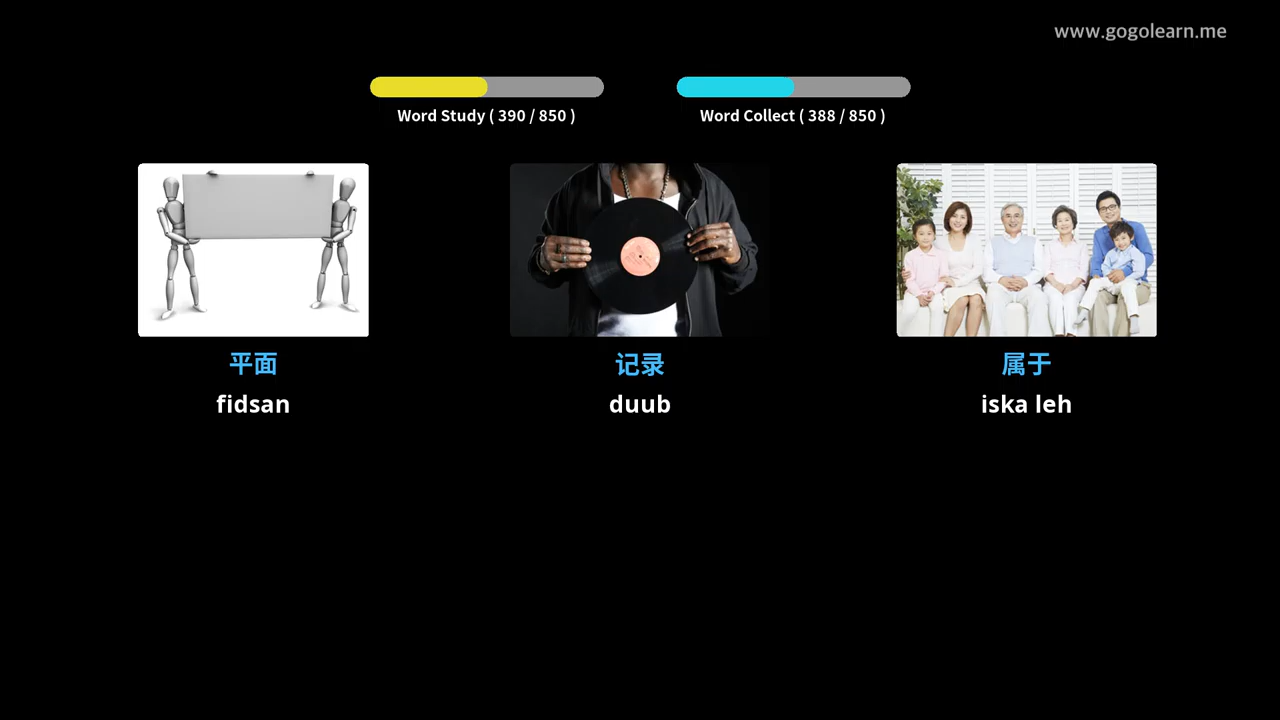 www.gogolearn.me
Word Study ( 390 / 850 )
Word Collect ( 388 / 850 )
平面
记录
属于
fidsan
duub
iska leh